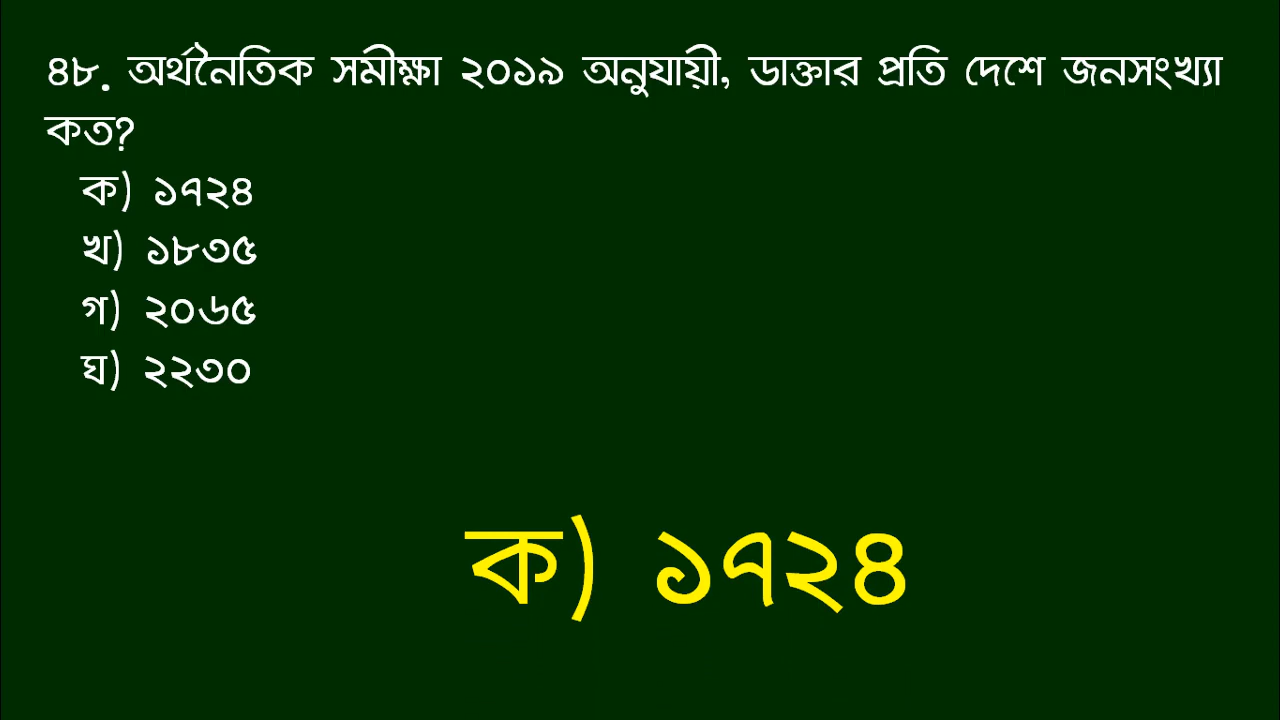 ৪৮. অর্থনৈতিক সমীক্ষা ২০১৯ অনুযায়ী, ডাক্তার প্রতি দেশে জনসংখ্যা
কত?
ক) ১৭২৪
খ) ১৮৩৫
গ) ২০৬৫
ঘ) ২২৩০
ক) ১৭২৪